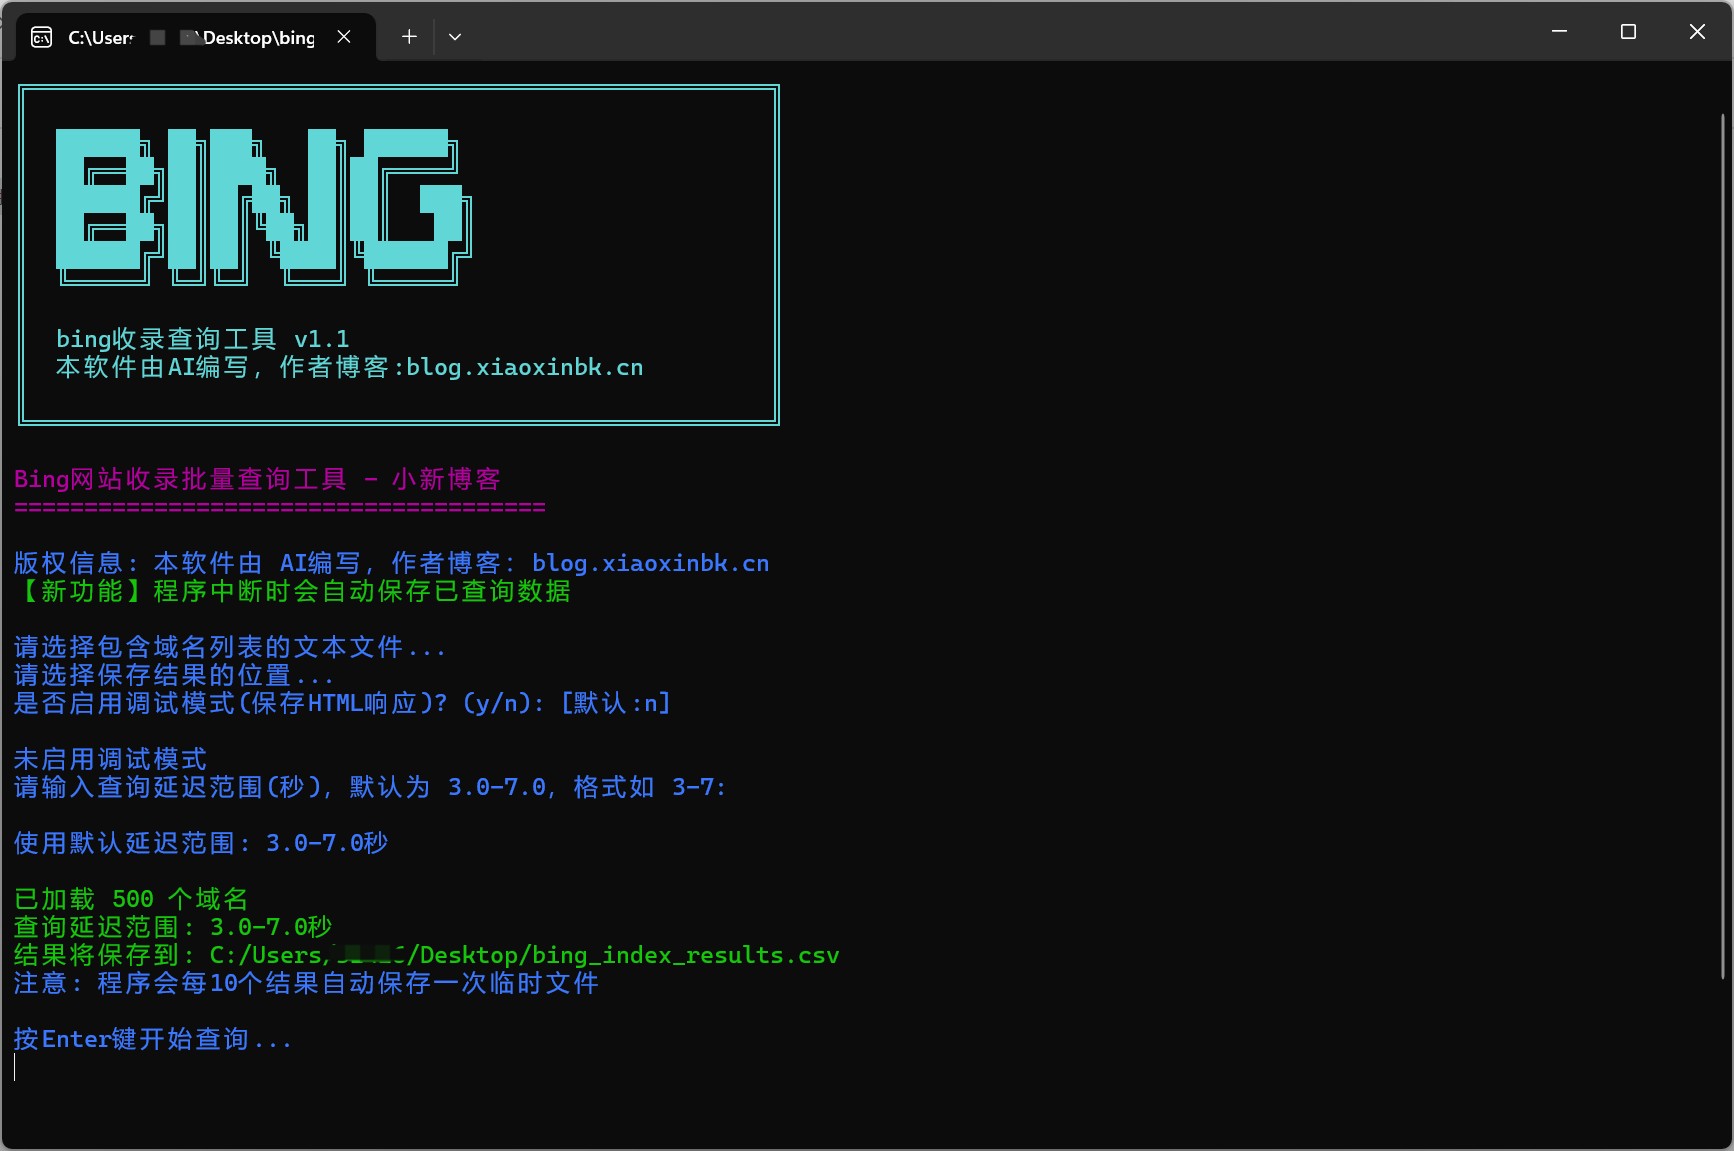 C:\Users \Desktop\bing
BING
bing收录查询工具 v1.1
本软件由AI编写，作者博客:blog.xiaoxinbk.cn
Bing网站收录批量查询工具 - 小新博客
======================================
版权信息: 本软件由 AI编写，作者博客: blog.xiaoxinbk.cn
【新功能】程序中断时会自动保存已查询数据
请选择包含域名列表的文本文件...
请选择保存结果的位置...
是否启用调试模式(保存HTML响应)? (y/n): [默认:n]
未启用调试模式
请输入查询延迟范围(秒)，默认为 3.0-7.0，格式如 3-7:
使用默认延迟范围: 3.0-7.0秒
已加载 500 个域名
查询延迟范围: 3.0-7.0秒
结果将保存到: C:/Users/ /Desktop/bing_index_results.csv
注意: 程序会每10个结果自动保存一次临时文件
按Enter键开始查询...